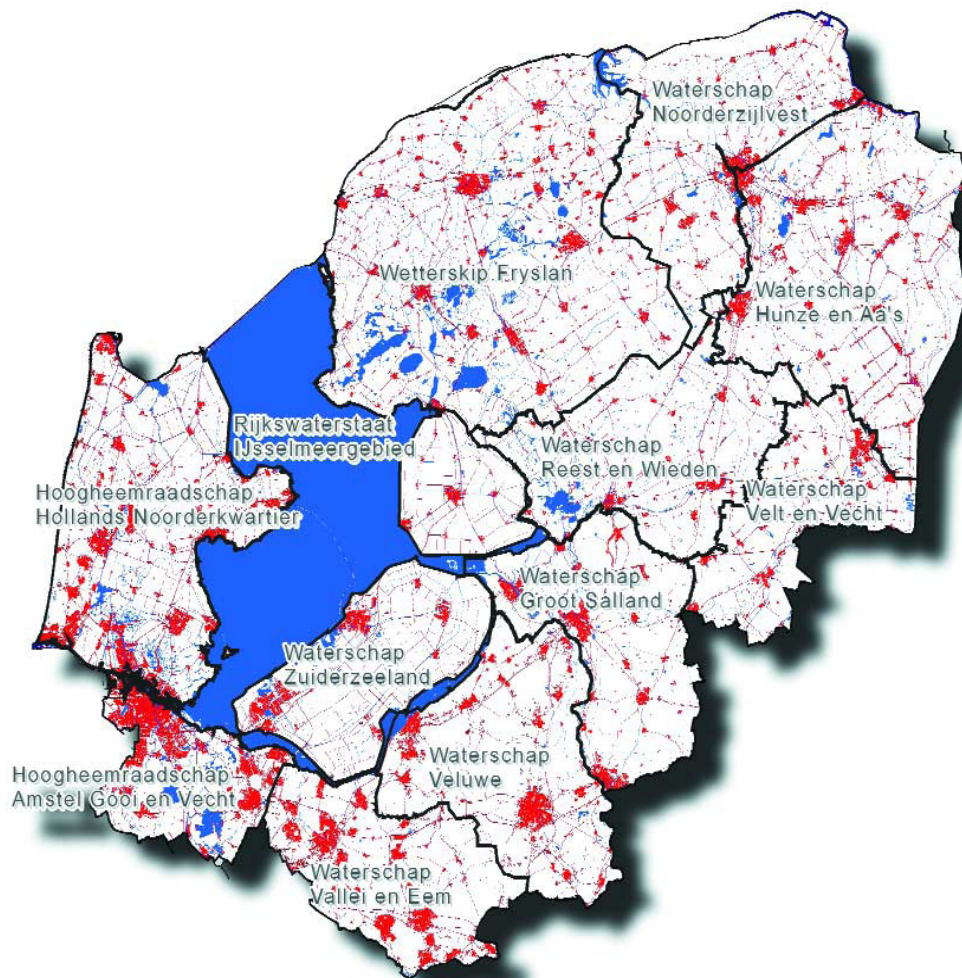 Waterschap
Noorderzijlvest
Wetterskip Fryslan
Waterschap
Hunze en Aa's
Rijkswaterstaat
IJsselmeergebied
Waterschap
Reest en Wieden
Hoogheemraadschap
Hollands Noorderkwartier
Waterschap
Velt en Vecht
Waterschap
Groot Salland
Waterschap
Zuiderzeeland
Waterschap
Veluwe
Hoogheemraadschap
Amstel Gooi en Vecht
Waterschap
Vallei en Eem